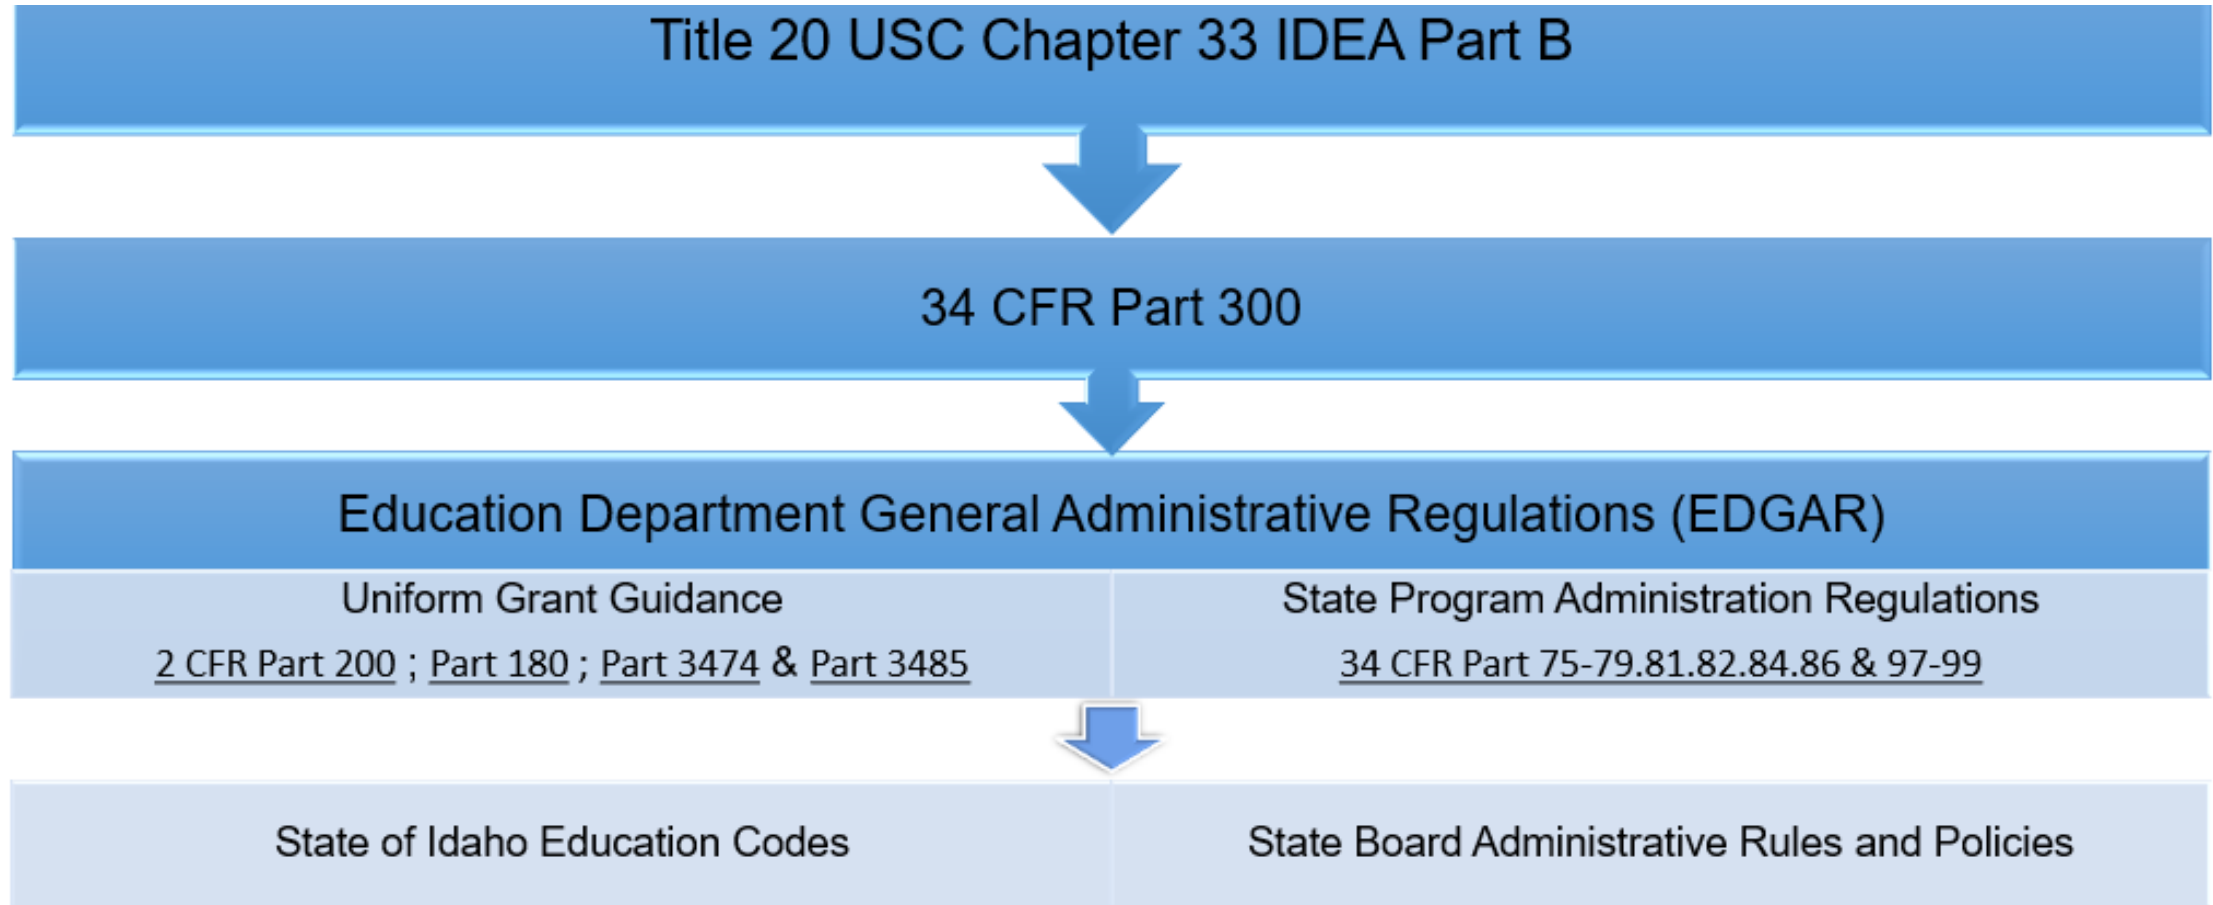 Title 20 USC Chapter 33 IDEA Part B
34 CFR Part 300
Education Department General Administrative Regulations (EDGAR)
Uniform Grant Guidance
2 CFR Part 200 ; Part 180 ; Part 3474 & Part 3485
State Program Administration Regulations
34 CFR Part 75-79.81.82.84.86 & 97-99
State of Idaho Education Codes
State Board Administrative Rules and Policies